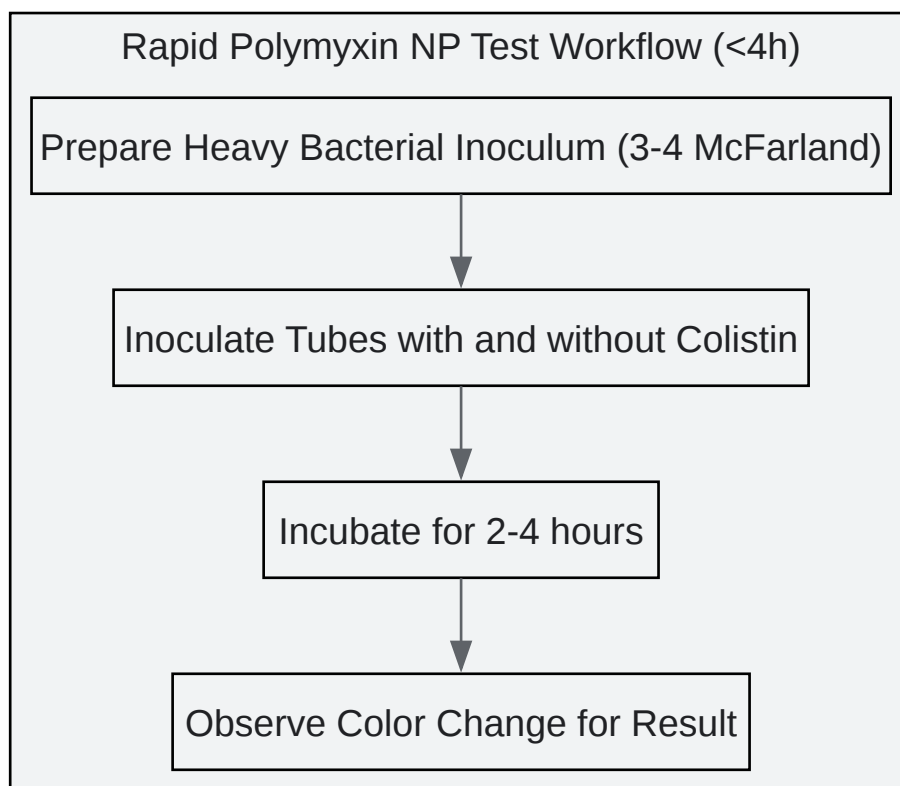 Rapid Polymyxin NP Test Workflow (<4h)
Prepare Heavy Bacterial Inoculum (3-4 McFarland)
Inoculate Tubes with and without Colistin
Incubate for 2-4 hours
Observe Color Change for Result